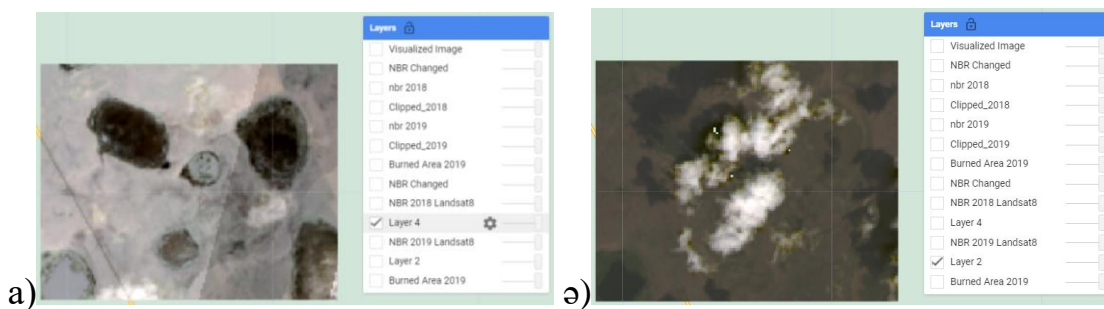 Layers
Visualized Image
NBR Changed
nbr 2018
Clipped_2018
nbr 2019
Clipped_2019
Burned Area 2019
NBR Changed
NBR 2018 Landsat8
Layer 4
NBR 2019 Landsat8
Layer 2
Burned Area 2019
а)
Layers
Visualized Image
NBR Changed
nbr 2018
Clipped_2018
nbr 2019
Clipped_2019
Burned Area 2019
NBR Changed
NBR 2018 Landsat8
Layer 4
NBR 2019 Landsat8
Layer 2
Burned Area 2019
ә)